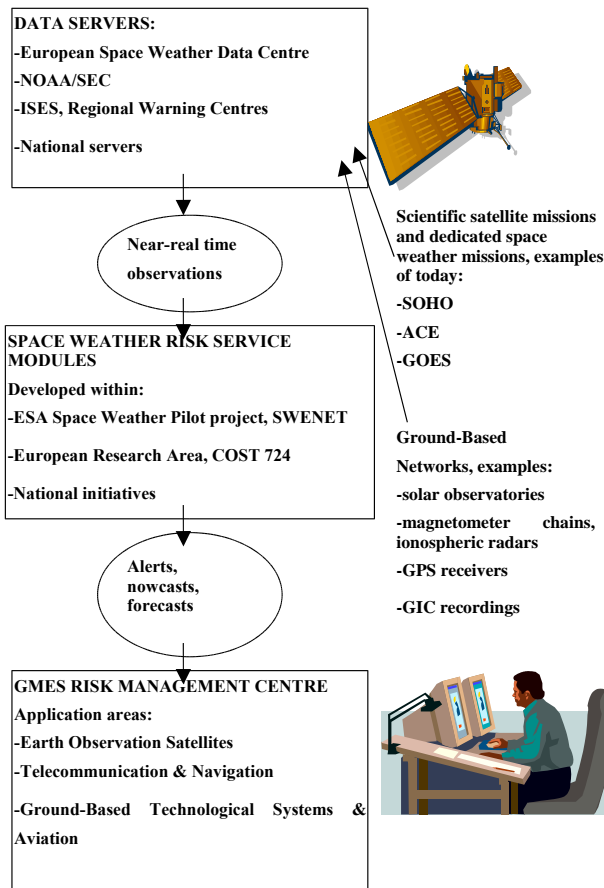 DATA SERVERS:
-European Space Weather Data Centre
-NOAA/SEC
-ISES, Regional Warning Centres
-National servers
Near-real time
observations
Scientific satellite missions
and dedicated space
weather missions, examples
of today:
-SOHO
-ACE
-GOES
SPACE WEATHER RISK SERVICE
MODULES
Developed within:
-ESA Space Weather Pilot project, SWENET
-European Research Area, COST 724
-National initiatives
Ground-Based
Networks, examples:
-solar observatories
-magnetometer chains,
ionospheric radars
-GPS receivers
-GIC recordings
Alerts,
nowcasts,
forecasts
GMES RISK MANAGEMENT CENTRE
Application areas:
-Earth Observation Satellites
-Telecommunication & Navigation
-Ground-Based Technological Systems &
Aviation